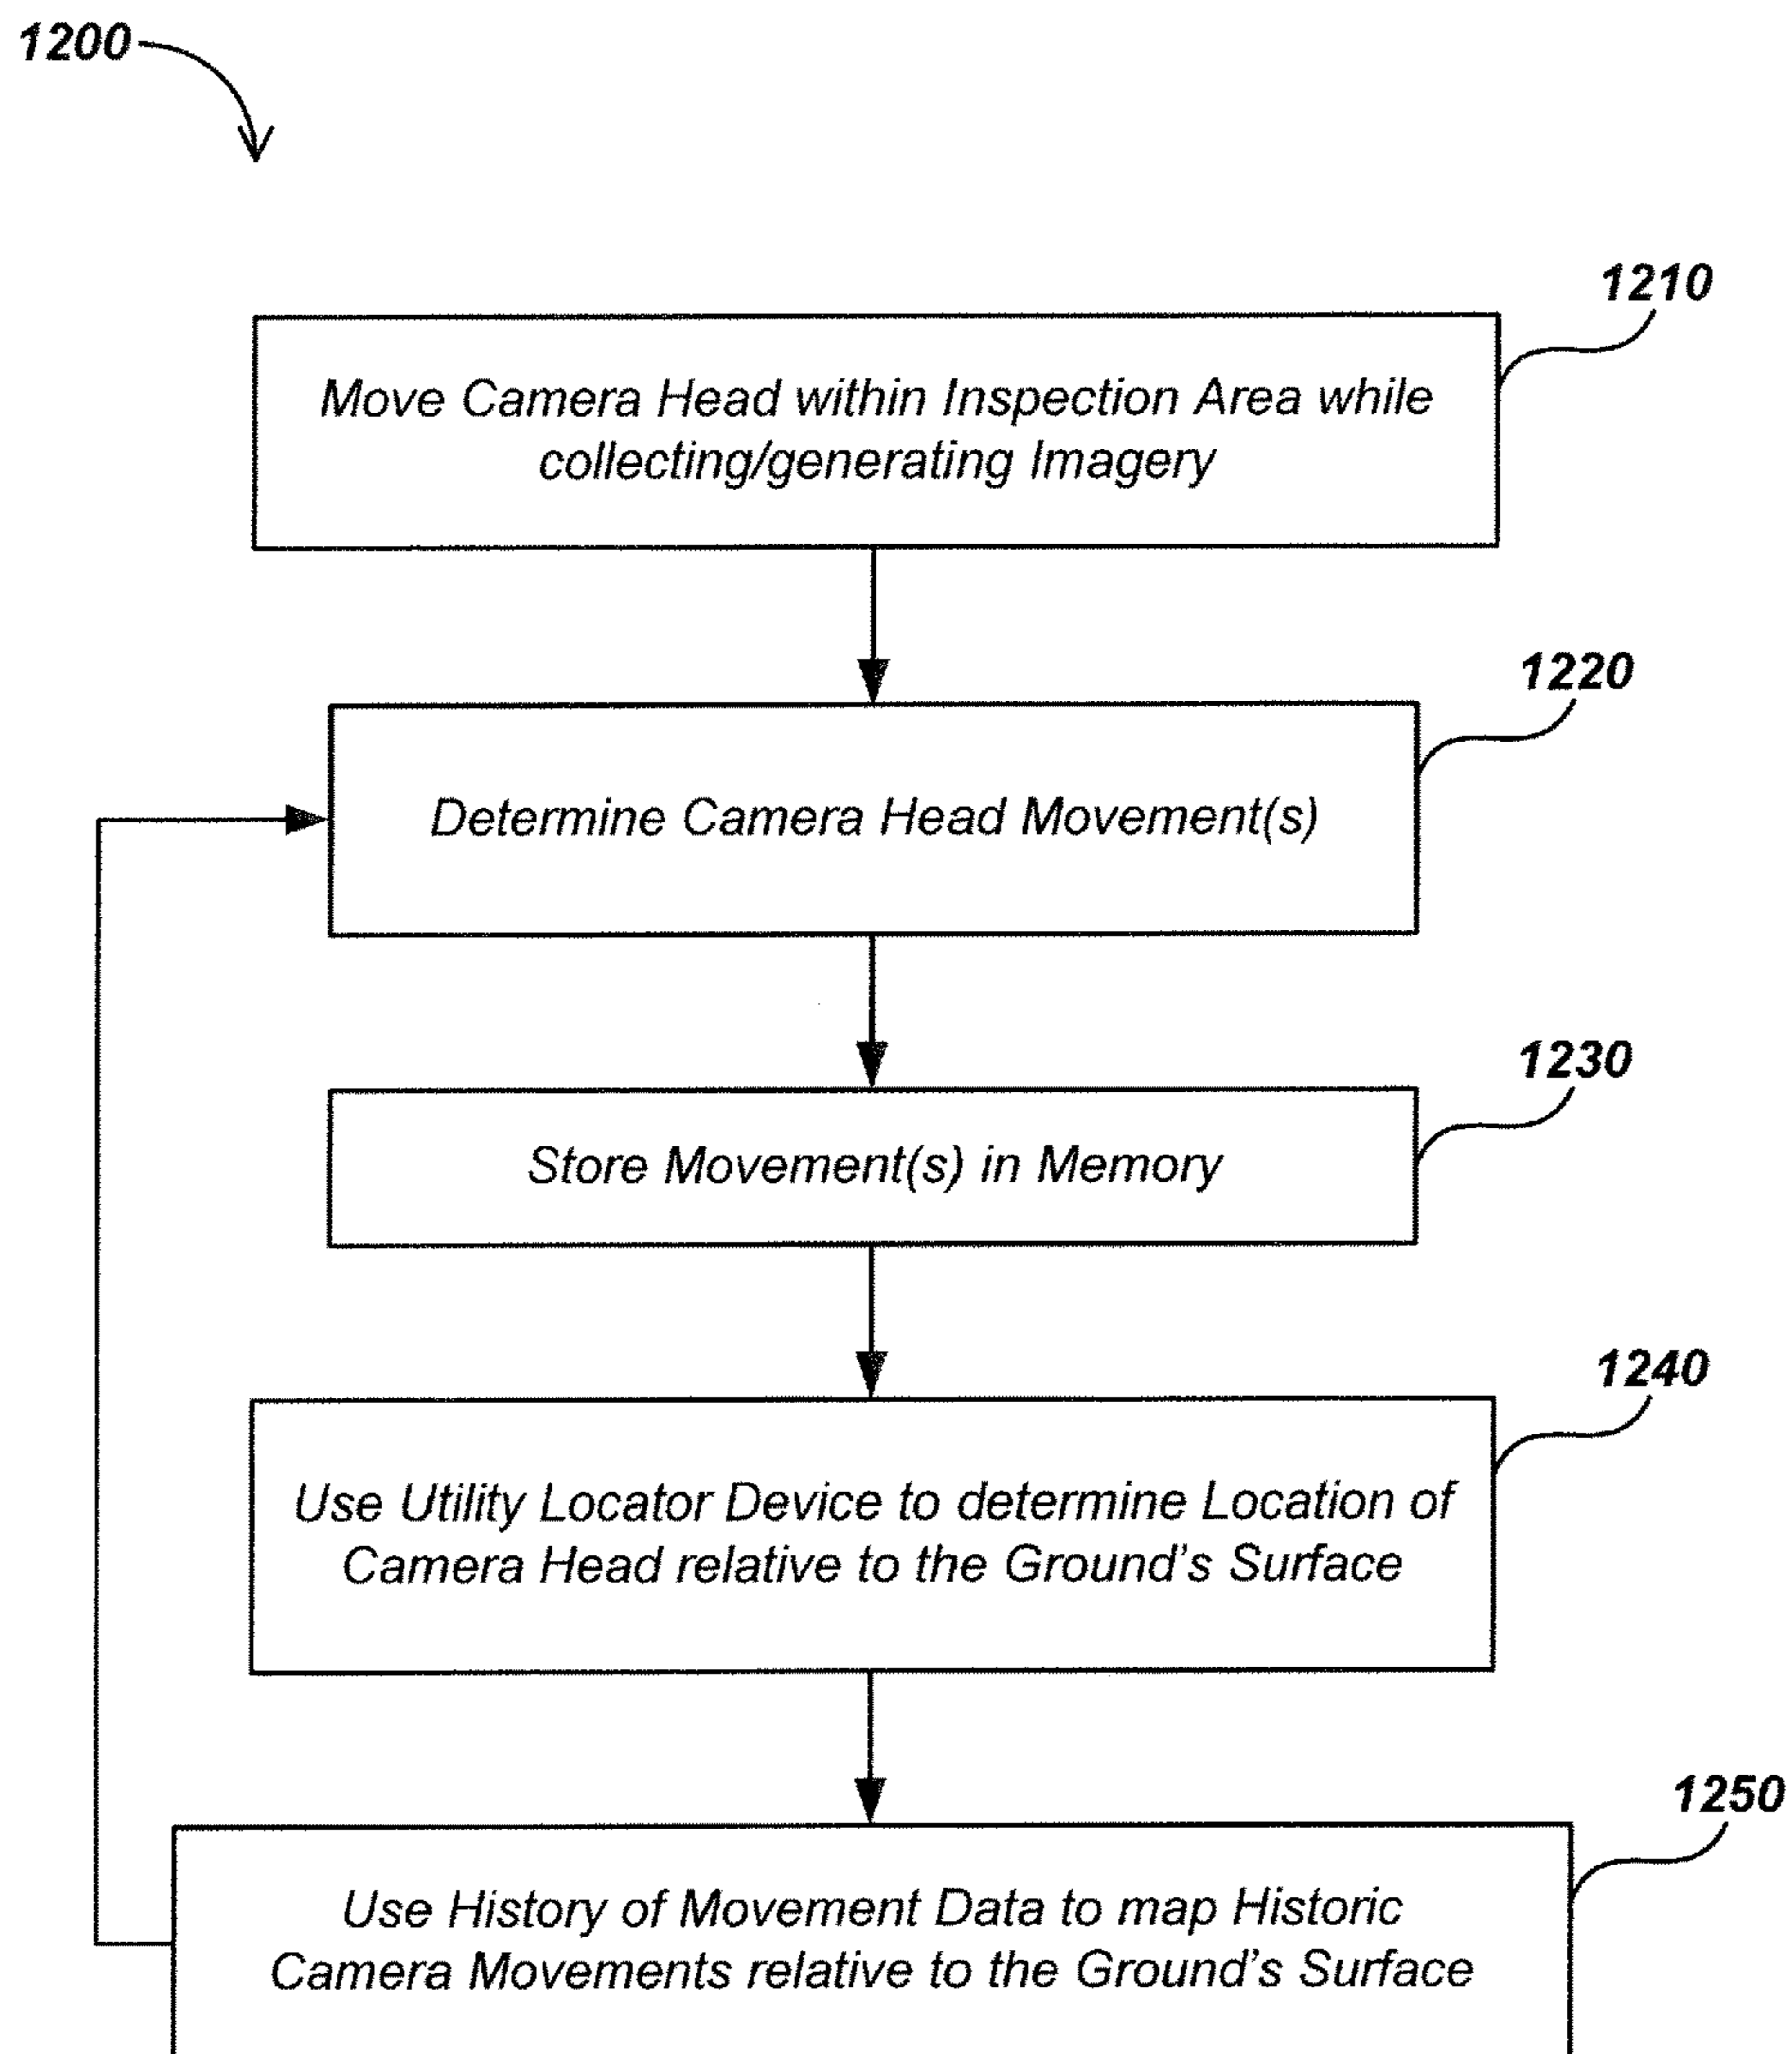 1200
1210
Move Camera Head within Inspection Area while
collecting/generating Imagery
1220
Determine Camera Head Movement(s)
1230
Store Movement(s) in Memory
1240
Use Utility Locator Device to determine Location of
Camera Head relative to the Ground's Surface
1250
Use History of Movement Data to map Historic
Camera Movements relative to the Ground's Surface